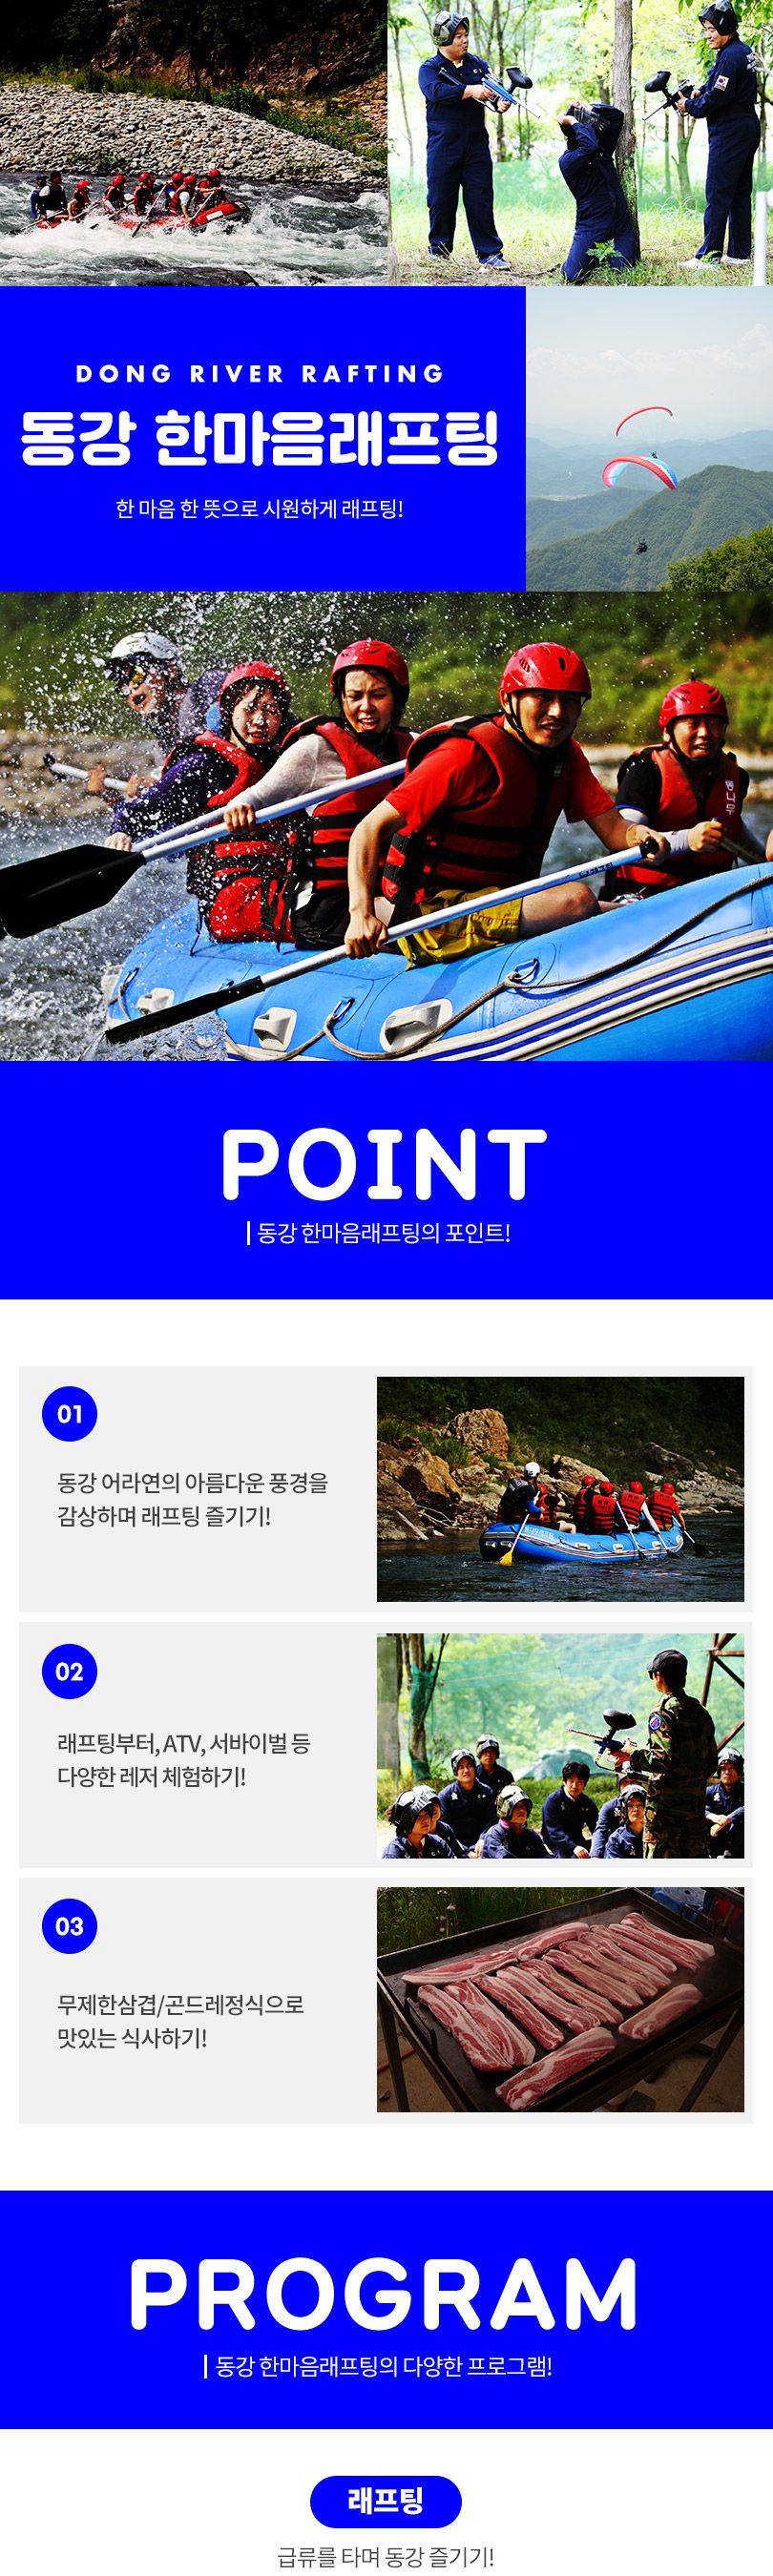 DONG RIVER RAFTING
동강 한마음래프팅
한 마음 한 뜻으로 시원하게 래프팅!
POINT
동강 한마음래프팅의 포인트!
01
동강 어라연의 아름다운 풍경을
감상하며 래프팅 즐기기!
02
래프팅부터, ATV, 서바이벌 등
다양한 레저 체험하기!
03
무제한삼겹/곤드레정식으로
맛있는 식사하기!
PROGRAM
동강 한마음래프팅의 다양한 프로그램!
래프팅
급류를 타며 동강 즐기기!